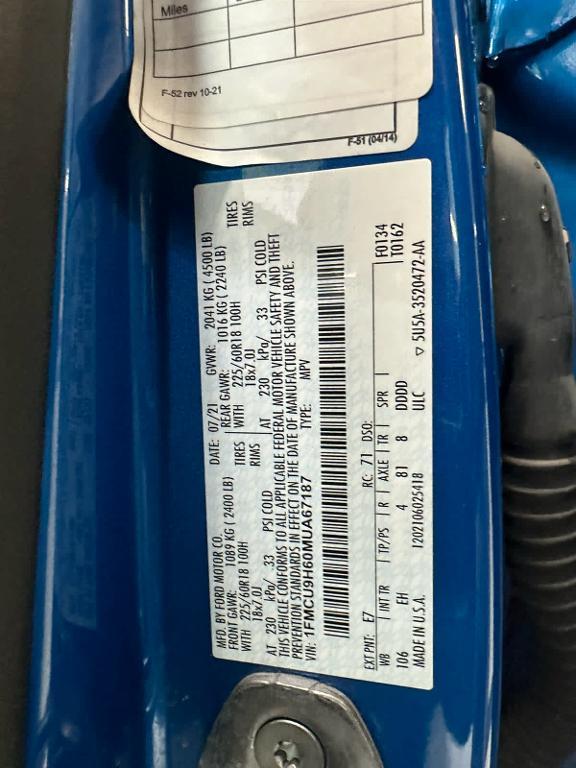 Miles
F-52 rev 10-21
F-51 (04/14)
MFD. BY FORD MOTOR CO. DATE: 07/21 GVWR: 2041 KG ( 4500 LB)
FRONT GAWR: 1089 KG ( 2400 LB) REAR GAWR: 1016 KG ( 2240 LB)
WITH 225/60R18 100H TIRES WITH 225/60R18 100H TIRES
18x7.0J RIMS 18x7.0J RIMS
AT 230 kPa/ 33 PSI COLD AT 230 kPa/ 33 PSI COLD
THIS VEHICLE CONFORMS TO ALL APPLICABLE FEDERAL MOTOR VEHICLE SAFETY AND THEFT
PREVENTION STANDARDS IN EFFECT ON THE DATE OF MANUFACTURE SHOWN ABOVE.
VIN: 1FMCU9H60MUA67187 TYPE: MPV
F0134
EXT PNT: E7 RC: 71 DSO: T0162
WB INT TR TP/PS R AXLE TR SPR
106 EH 4 81 8 DDDD
MADE IN U.S.A. 1202106025418 ULC ▽ 5U5A-3520472-AA